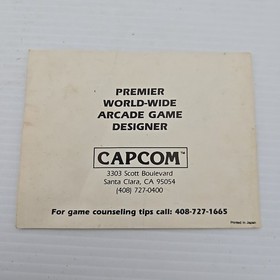 PREMIER
WORLD-WIDE
ARCADE GAME
DESIGNER
CAPCOM™
3303 Scott Boulevard
Santa Clara, CA 95054
(408) 727-0400
For game counseling tips call: 408-727-1665
Printed in Japan